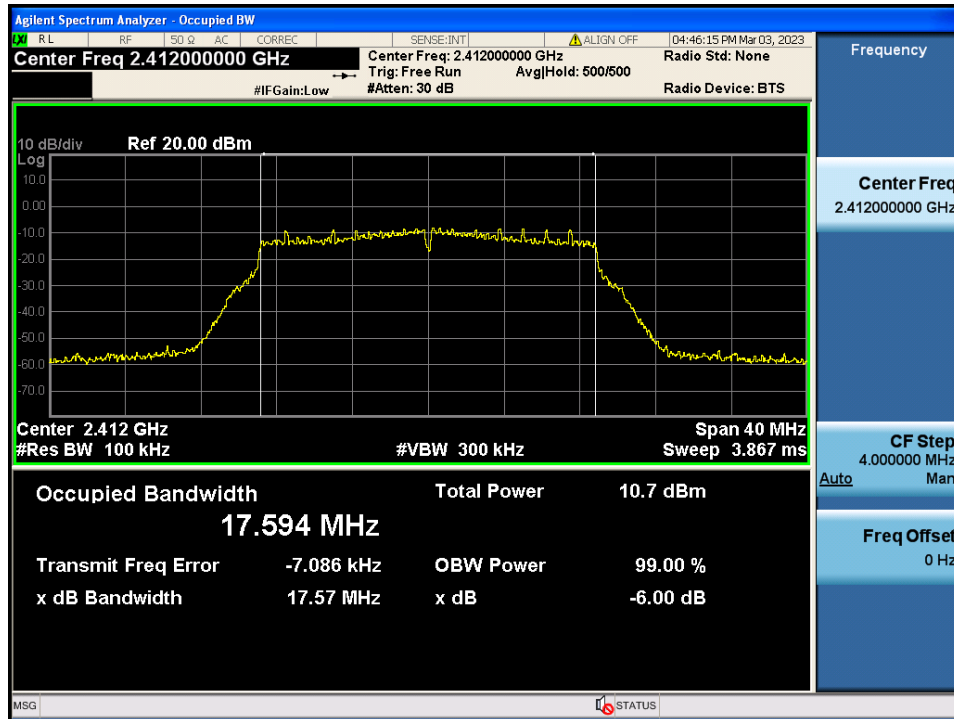 Agilent Spectrum Analyzer - Occupied BW
LXI RL RF 50 Ω AC CORREC SENSE:INT ALIGN OFF 04:46:15 PM Mar 03, 2023
Center Freq 2.412000000 GHz
Center Freq: 2.412000000 GHz Radio Std: None
Trig: Free Run Avg|Hold: 500/500
#IFGain:Low #Atten: 30 dB Radio Device: BTS
10 dB/div Ref 20.00 dBm
Log
10.0
0.00
-10.0
-20.0
-30.0
-40.0
-50.0
-60.0
-70.0
Center 2.412 GHz Span 40 MHz
#Res BW 100 kHz #VBW 300 kHz Sweep 3.867 ms
Occupied Bandwidth Total Power 10.7 dBm
17.594 MHz
Transmit Freq Error -7.086 kHz OBW Power 99.00 %
x dB Bandwidth 17.57 MHz x dB -6.00 dB
MSG STATUS
Frequency
Center Freq
2.412000000 GHz
CF Step
4.000000 MHz
Auto Man
Freq Offset
0 Hz